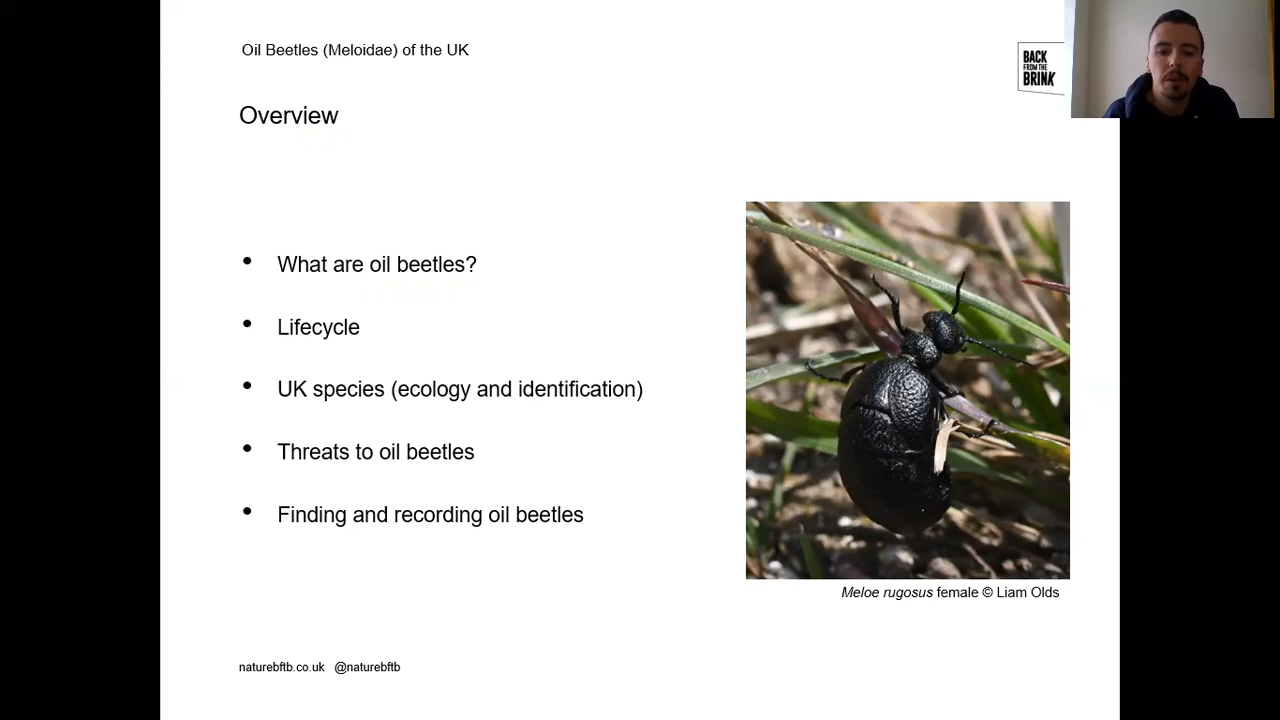 Oil Beetles (Meloidae) of the UK
BACK
FROM THE
BRINK
Overview
• What are oil beetles?
• Lifecycle
• UK species (ecology and identification)
• Threats to oil beetles
• Finding and recording oil beetles
Meloe rugosus female © Liam Olds
naturebftb.co.uk @naturebftb